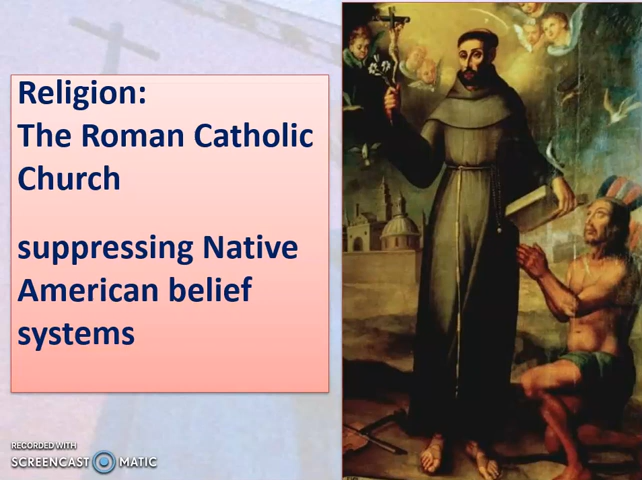 Religion:
The Roman Catholic
Church
suppressing Native
American belief
systems
RECORDED WITH
SCREENCAST MATIC